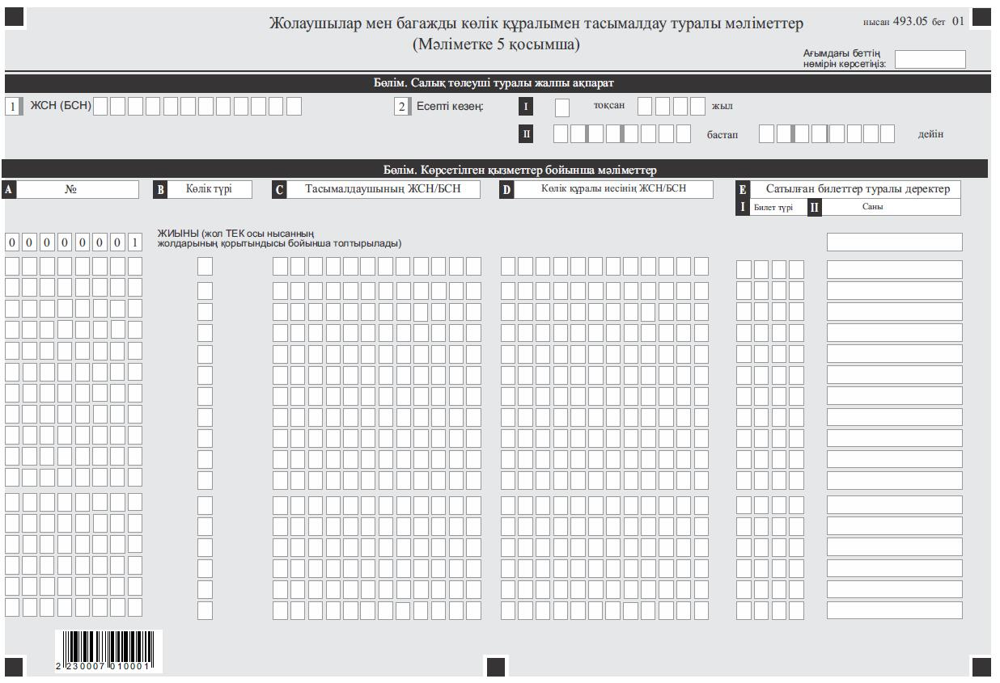 Жолаушылар мен багажды көлік құралымен тасымалдау туралы мәліметтер
(Мәліметке 5 қосымша)
нысан 493.05 бет 01
Ағымдағы беттің
нөмірін көрсетіңіз:
Бөлім. Салық төлеуші туралы жалпы ақпарат
1 ЖСН (БСН) 2 Есепті кезең: I тоқсан жыл
II бастап дейін
Бөлім. Көрсетілген қызметтер бойынша мәліметтер
A № B Көлік түрі C Тасымалдаушының ЖСН/БСН D Көлік құралы иесінің ЖСН/БСН E Сатылған билеттер туралы деректер
I Билет түрі II Саны
0 0 0 0 0 0 0 1 ЖИЫНЫ (жол ТЕК осы нысанның
жолдарының қорытындысы бойынша толтырылады)
2 230007 010001